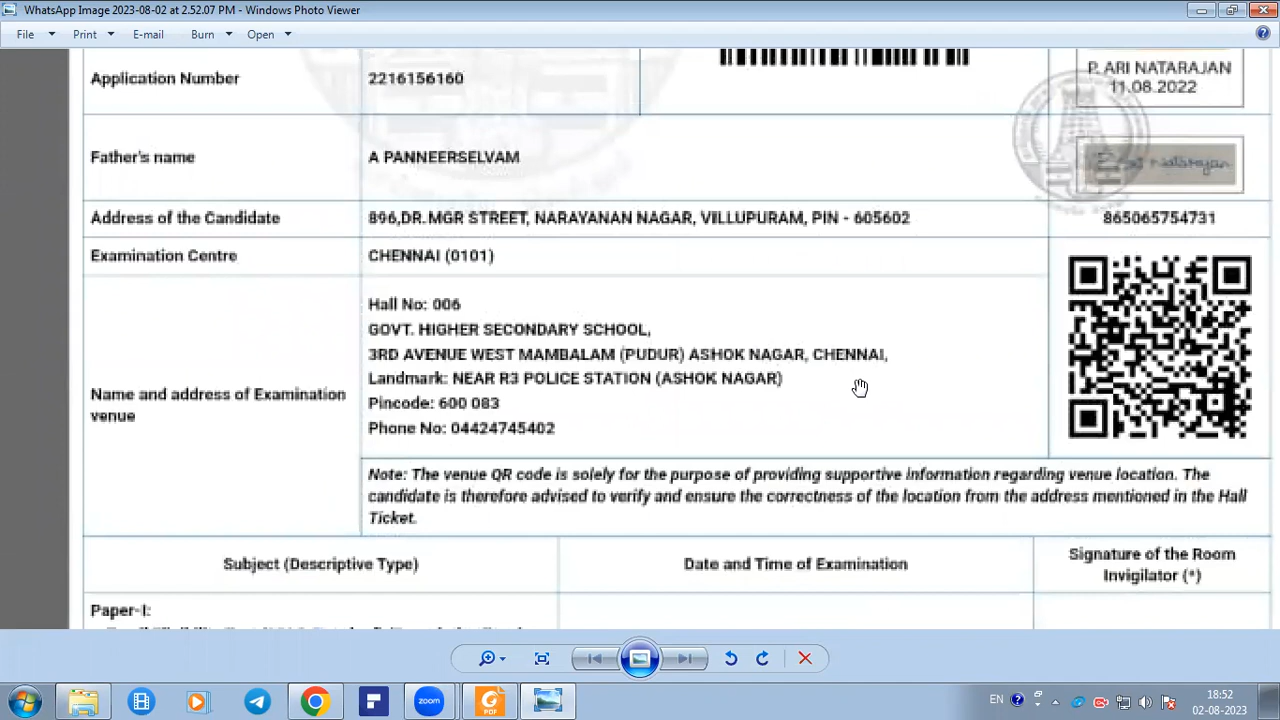 WhatsApp Image 2023-08-02 at 2.52.07 PM - Windows Photo Viewer
File Print E-mail Burn Open
Application Number 2216156160
P. ARI NATARAJAN
11.08.2022
Father's name A PANNEERSELVAM
Address of the Candidate 896,DR.MGR STREET, NARAYANAN NAGAR, VILLUPURAM, PIN - 605602 865065754731
Examination Centre CHENNAI (0101)
Name and address of Examination
venue
Hall No: 006
GOVT. HIGHER SECONDARY SCHOOL,
3RD AVENUE WEST MAMBALAM (PUDUR) ASHOK NAGAR, CHENNAI,
Landmark: NEAR R3 POLICE STATION (ASHOK NAGAR)
Pincode: 600 083
Phone No: 04424745402
Note: The venue QR code is solely for the purpose of providing supportive information regarding venue location. The
candidate is therefore advised to verify and ensure the correctness of the location from the address mentioned in the Hall
Ticket.
Subject (Descriptive Type) Date and Time of Examination
Signature of the Room
Invigilator (*)
Paper-I:
zoom
PDF
EN
18:52
02-08-2023